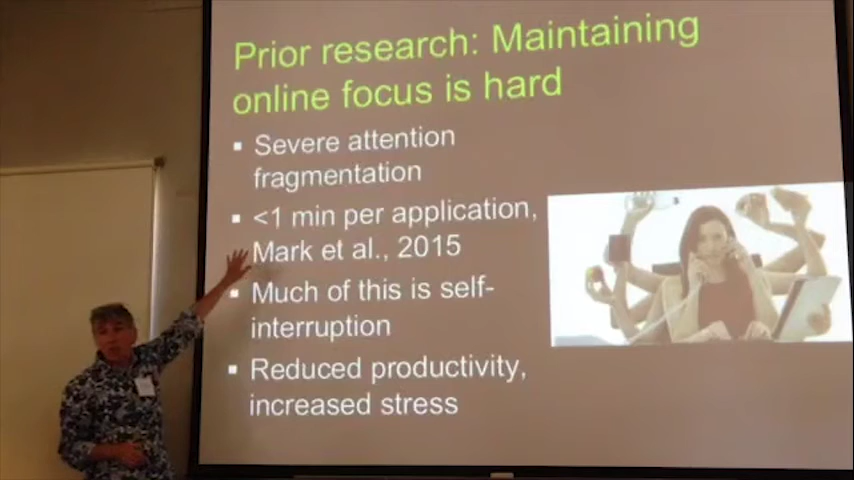 Prior research: Maintaining
online focus is hard
▪ Severe attention
fragmentation
▪ <1 min per application,
Mark et al., 2015
▪ Much of this is self-
interruption
▪ Reduced productivity,
increased stress